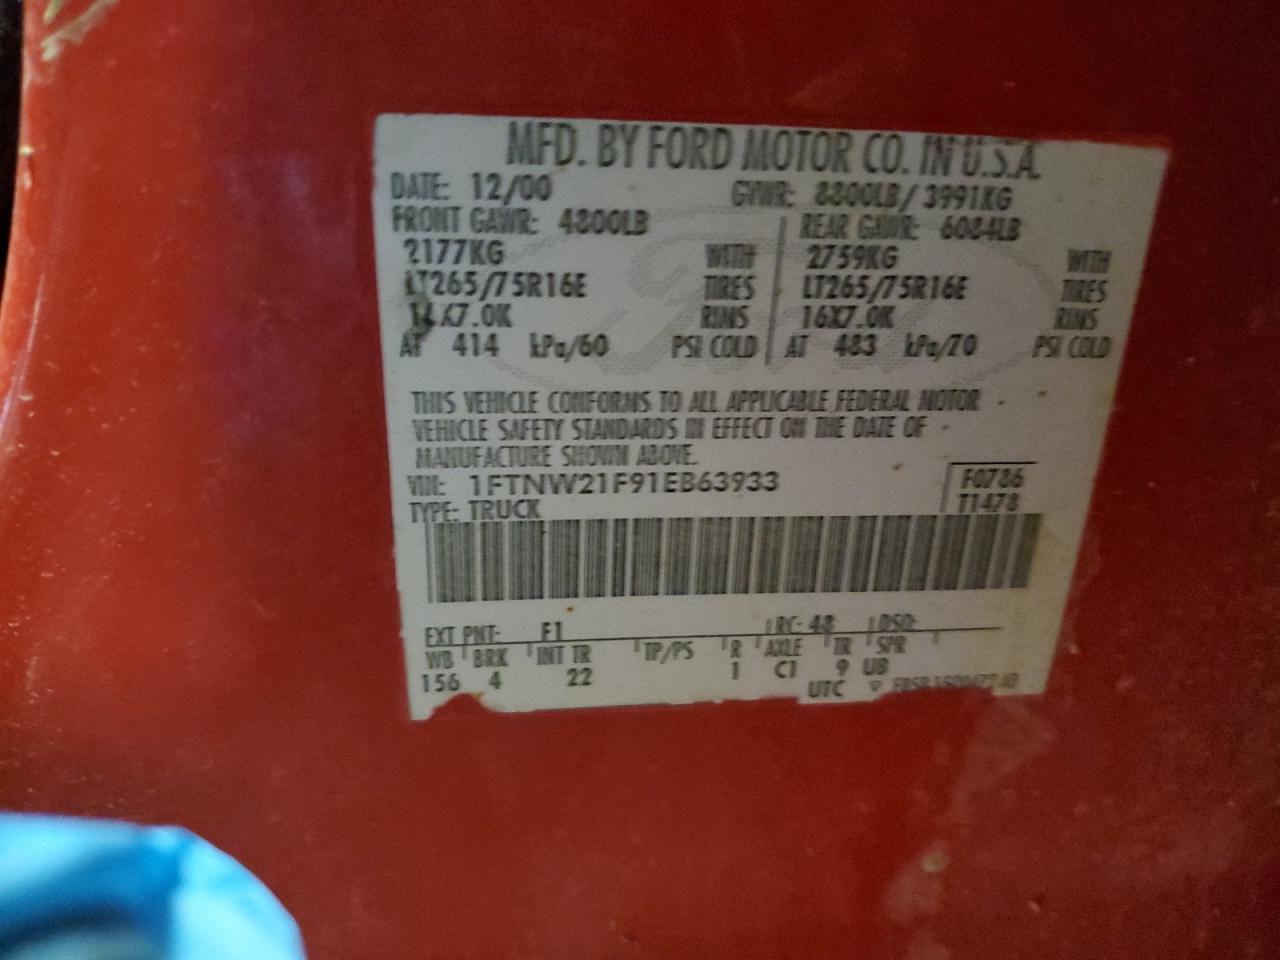 MFD. BY FORD MOTOR CO. IN U.S.A.
DATE: 12/00 GVWR: 8800LB/ 3991KG
FRONT GAWR: 4800LB REAR GAWR: 6084LB
2177KG WITH 2759KG WITH
LT265/75R16E TIRES LT265/75R16E TIRES
16X7.0K RIMS 16X7.0K RIMS
AT 414 kPa/60 PSI COLD AT 483 kPa/70 PSI COLD
THIS VEHICLE CONFORMS TO ALL APPLICABLE FEDERAL MOTOR
VEHICLE SAFETY STANDARDS IN EFFECT ON THE DATE OF
MANUFACTURE SHOWN ABOVE.
VIN: 1FTNW21F91EB63933 F0786
TYPE: TRUCK T1478
EXT PNT: F1 RC: 48 DSO:
WB BRK INT TR TP/PS R AXLE TR SPR
156 4 22 1 C1 9 UB
UTC